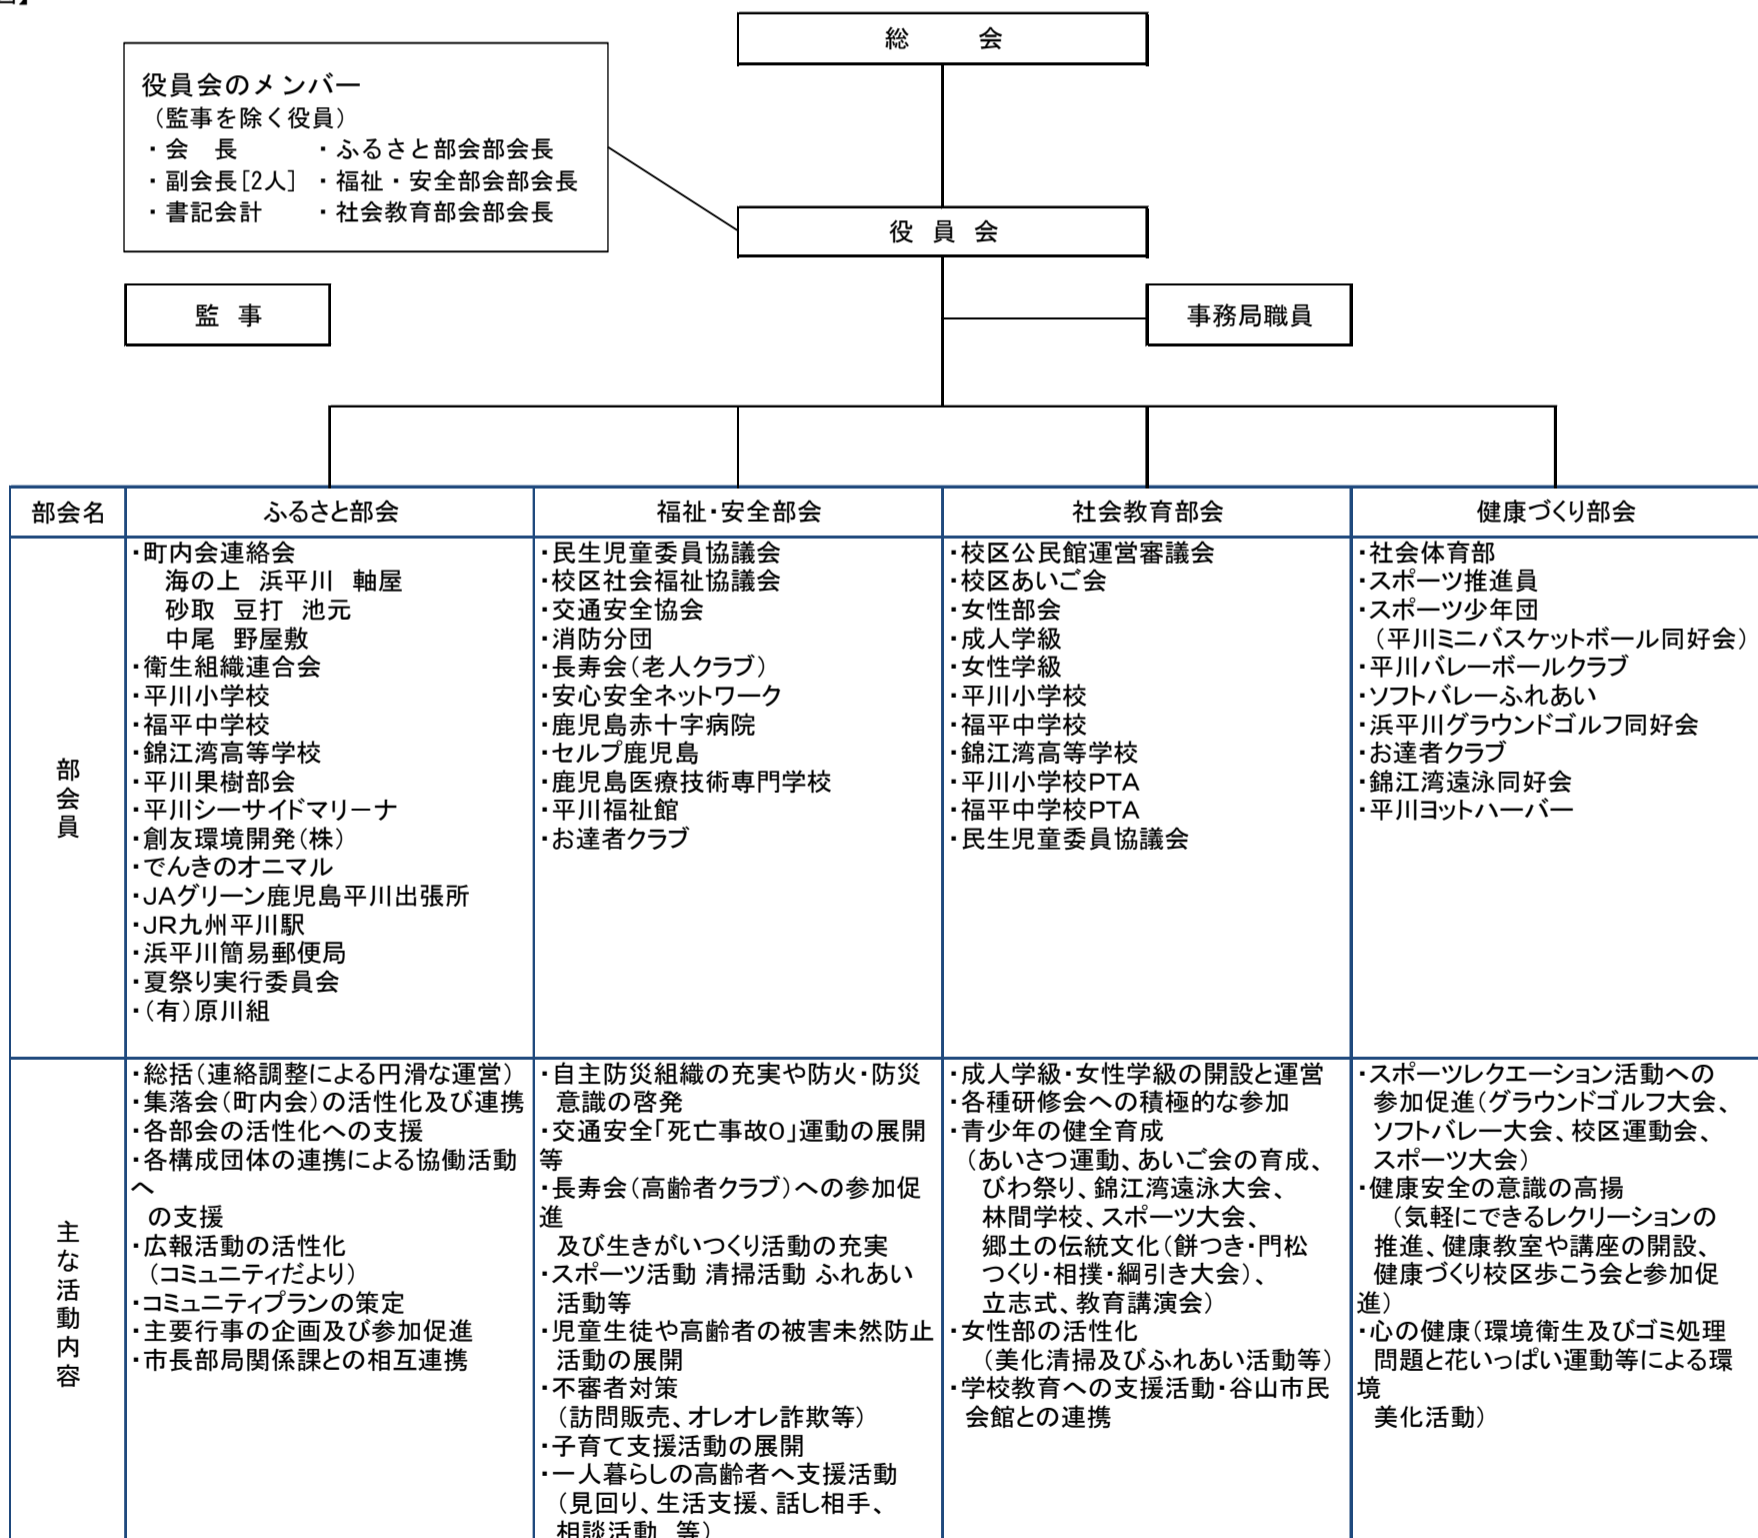 総　会
役員会のメンバー
（監事を除く役員）
・会　長　・ふるさと部会部会長
・副会長[2人]　・福祉・安全部会部会長
・書記会計　・社会教育部会部会長
役 員 会
監 事
事務局職員
部会名
ふるさと部会
福祉・安全部会
社会教育部会
健康づくり部会
部会員
・町内会連絡会
海の上　浜平川　軸屋
砂取　豆打　池元
中尾　野屋敷
・衛生組織連合会
・平川小学校
・福平中学校
・錦江湾高等学校
・平川果樹部会
・平川シーサイドマリーナ
・創友環境開発（株）
・でんきのオニマル
・JAグリーン鹿児島平川出張所
・JR九州平川駅
・浜平川簡易郵便局
・夏祭り実行委員会
・（有）原川組
・民生児童委員協議会
・校区社会福祉協議会
・交通安全協会
・消防分団
・長寿会（老人クラブ）
・安心安全ネットワーク
・鹿児島赤十字病院
・セルプ鹿児島
・鹿児島医療技術専門学校
・平川福祉館
・お達者クラブ
・校区公民館運営審議会
・校区あいご会
・女性部会
・成人学級
・女性学級
・平川小学校
・福平中学校
・錦江湾高等学校
・平川小学校PTA
・福平中学校PTA
・民生児童委員協議会
・社会体育部
・スポーツ推進員
・スポーツ少年団
（平川ミニバスケットボール同好会）
・平川バレーボールクラブ
・ソフトバレーふれあい
・浜平川グラウンドゴルフ同好会
・お達者クラブ
・錦江湾遠泳同好会
・平川ヨットハーバー
主な活動内容
・総括（連絡調整による円滑な運営）
・集落会（町内会）の活性化及び連携
・各部会の活性化への支援
・各構成団体の連携による協働活動
へ
の支援
・広報活動の活性化
（コミュニティだより）
・コミュニティプランの策定
・主要行事の企画及び参加促進
・市長部局関係課との相互連携
・自主防災組織の充実や防火・防災
意識の啓発
・交通安全「死亡事故0」運動の展開
等
・長寿会（高齢者クラブ）への参加促
進
及び生きがいつくり活動の充実
・スポーツ活動 清掃活動 ふれあい
活動等
・児童生徒や高齢者の被害未然防止
活動の展開
・不審者対策
（訪問販売、オレオレ詐欺等）
・子育て支援活動の展開
・一人暮らしの高齢者へ支援活動
（見回り、生活支援、話し相手、
相談活動　等）
・成人学級・女性学級の開設と運営
・各種研修会への積極的な参加
・青少年の健全育成
（あいさつ運動、あいご会の育成、
びわ祭り、錦江湾遠泳大会、
林間学校、スポーツ大会、
郷土の伝統文化（餅つき・門松
つくり・相撲・綱引き大会）、
立志式、教育講演会）
・女性部の活性化
（美化清掃及びふれあい活動等）
・学校教育への支援活動・谷山市民
会館との連携
・スポーツレクエーション活動への
参加促進（グラウンドゴルフ大会、
ソフトバレー大会、校区運動会、
スポーツ大会）
・健康安全の意識の高揚
（気軽にできるレクリーションの
推進、健康教室や講座の開設、
健康づくり校区歩こう会と参加促
進）
・心の健康（環境衛生及びゴミ処理
問題と花いっぱい運動等による環
境
美化活動）